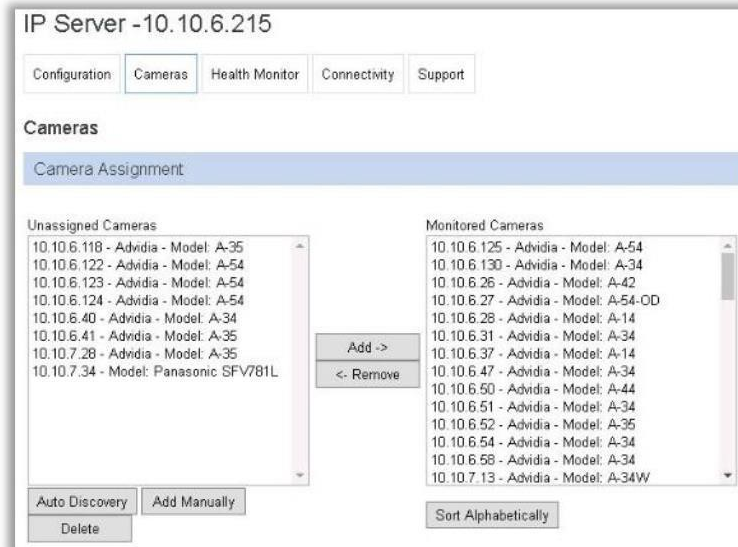 IP Server -10.10.6.215
Configuration Cameras Health Monitor Connectivity Support
Cameras
Camera Assignment
Unassigned Cameras
10.10.6.118 - Advidia - Model: A-35
10.10.6.122 - Advidia - Model: A-54
10.10.6.123 - Advidia - Model: A-54
10.10.6.124 - Advidia - Model: A-54
10.10.6.40 - Advidia - Model: A-34
10.10.6.41 - Advidia - Model: A-35
10.10.7.28 - Advidia - Model: A-35
10.10.7.34 - Model: Panasonic SFV781L
Auto Discovery Add Manually
Delete
Add ->
<- Remove
Monitored Cameras
10.10.6.125 - Advidia - Model: A-54
10.10.6.130 - Advidia - Model: A-34
10.10.6.26 - Advidia - Model: A-42
10.10.6.27 - Advidia - Model: A-54-OD
10.10.6.28 - Advidia - Model: A-14
10.10.6.31 - Advidia - Model: A-34
10.10.6.37 - Advidia - Model: A-14
10.10.6.47 - Advidia - Model: A-34
10.10.6.50 - Advidia - Model: A-44
10.10.6.51 - Advidia - Model: A-34
10.10.6.52 - Advidia - Model: A-35
10.10.6.54 - Advidia - Model: A-34
10.10.6.58 - Advidia - Model: A-34
10.10.7.13 - Advidia - Model: A-34W
Sort Alphabetically